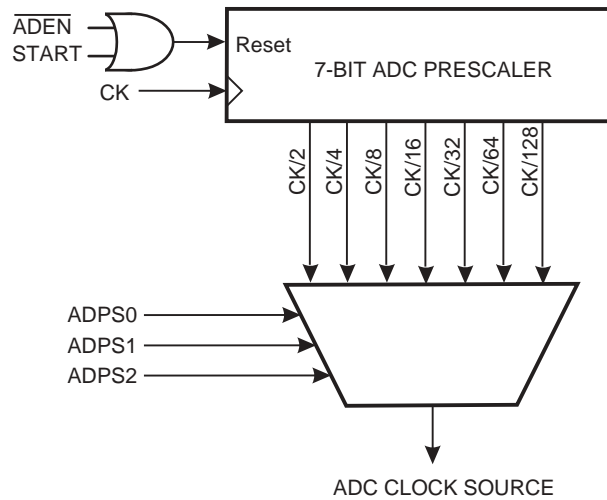 ADEN
START
Reset
7-BIT ADC PRESCALER
CK
CK/2
CK/4
CK/8
CK/16
CK/32
CK/64
CK/128
ADPS0
ADPS1
ADPS2
ADC CLOCK SOURCE